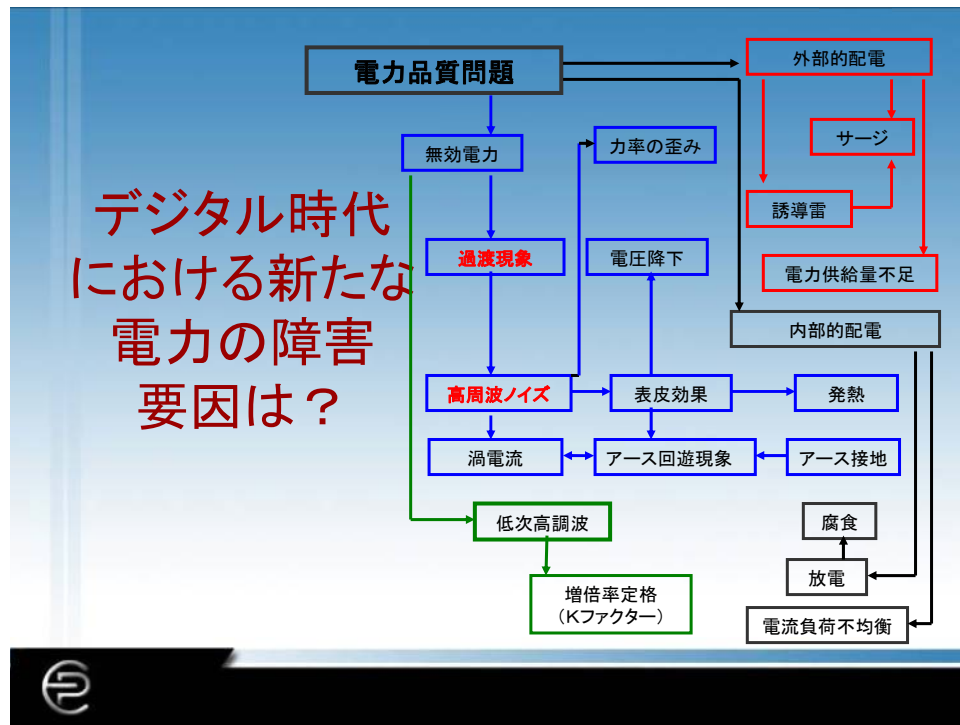 電力品質問題
外部的配電
サージ
誘導雷
電力供給量不足
無効電力
力率の歪み
デジタル時代
における新たな
電力の障害
要因は？
過渡現象
電圧降下
内部的配電
高周波ノイズ
表皮効果
発熱
渦電流
アース回遊現象
アース接地
低次高調波
腐食
放電
増倍率定格
（Kファクター）
電流負荷不均衡